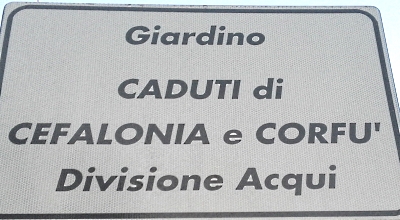 Giardino
CADUTI di
CEFALONIA e CORFU'
Divisione Acqui